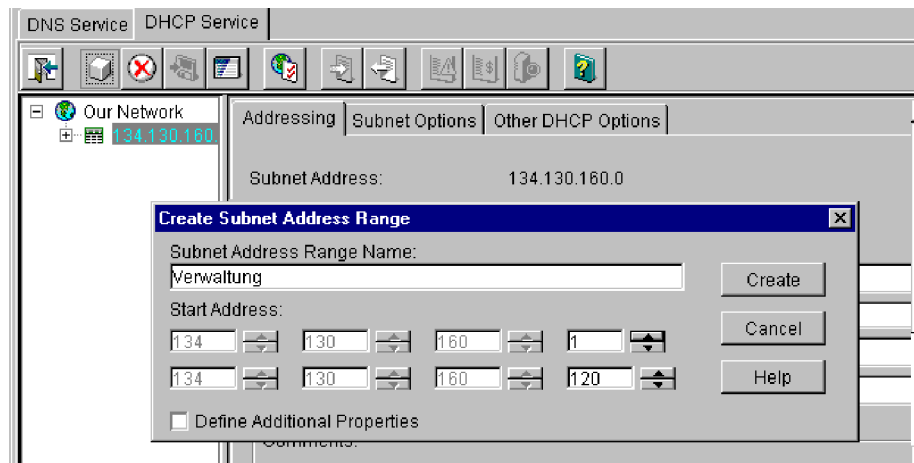 DNS Service DHCP Service
Our Network
134.130.160.
Addressing Subnet Options Other DHCP Options
Subnet Address: 134.130.160.0
Create Subnet Address Range
Subnet Address Range Name:
Verwaltung
Create
Start Address:
134 130 160 1
Cancel
134 130 160 120
Help
Define Additional Properties
Comments: